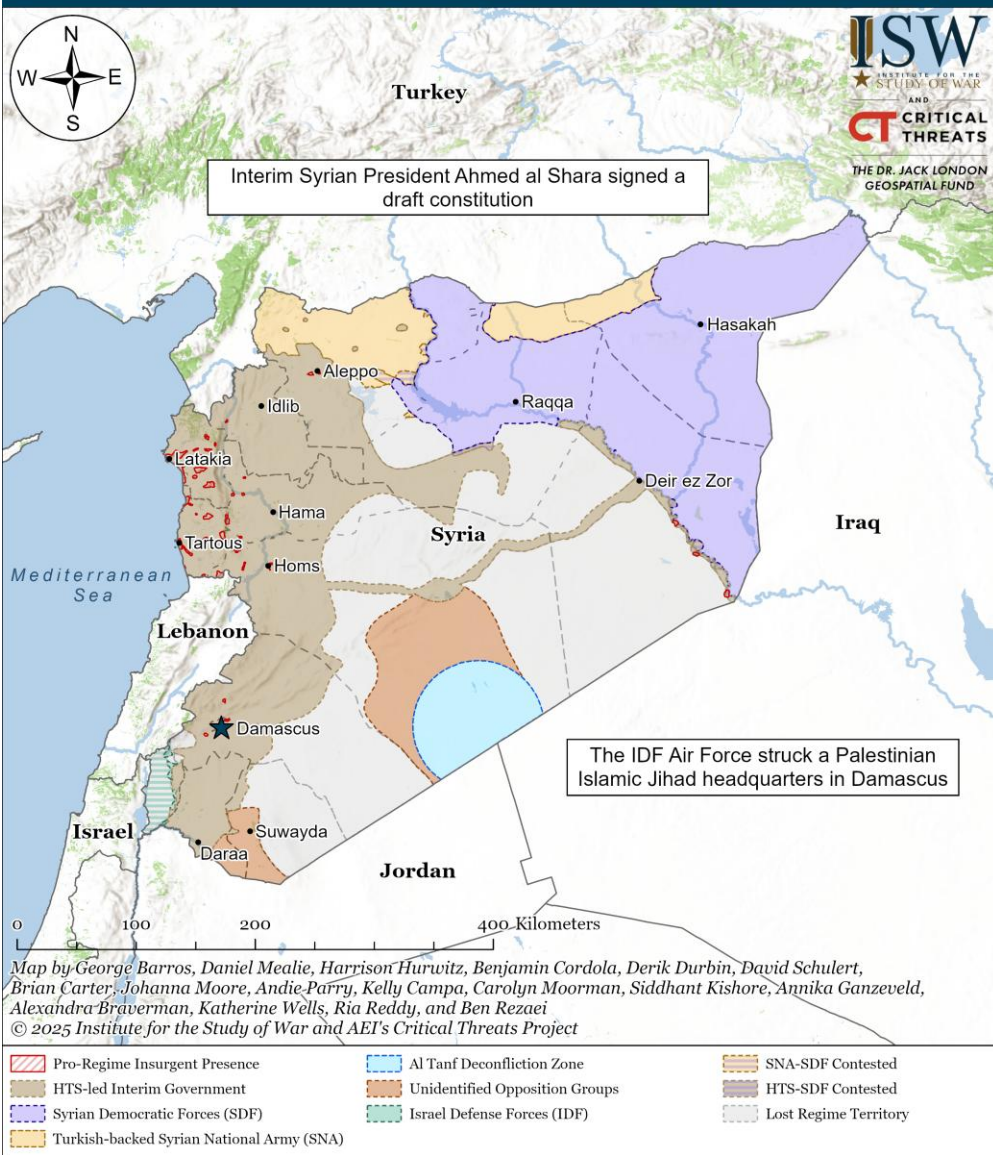 N
W
E
S
ISW
INSTITUTE FOR THE
STUDY OF WAR
AND
CT CRITICAL
THREATS
THE DR. JACK LONDON
GEOSPATIAL FUND
Turkey
Interim Syrian President Ahmed al Shara signed a
draft constitution
Hasakah
Aleppo
Idlib
Raqqa
Latakia
Deir ez Zor
Hama
Iraq
Syria
Tartous
Homs
Mediterranean
Sea
Lebanon
Damascus
The IDF Air Force struck a Palestinian
Islamic Jihad headquarters in Damascus
Israel
Suwayda
Daraa
Jordan
0 100 200 400 Kilometers
Map by George Barros, Daniel Mealie, Harrison Hurwitz, Benjamin Cordola, Derik Durbin, David Schulert,
Brian Carter, Johanna Moore, Andie Parry, Kelly Campa, Carolyn Moorman, Siddhant Kishore, Annika Ganzeveld,
Alexandra Braverman, Katherine Wells, Ria Reddy, and Ben Rezaei
© 2025 Institute for the Study of War and AEI's Critical Threats Project
Pro-Regime Insurgent Presence
HTS-led Interim Government
Syrian Democratic Forces (SDF)
Turkish-backed Syrian National Army (SNA)
Al Tanf Deconfliction Zone
Unidentified Opposition Groups
Israel Defense Forces (IDF)
SNA-SDF Contested
HTS-SDF Contested
Lost Regime Territory